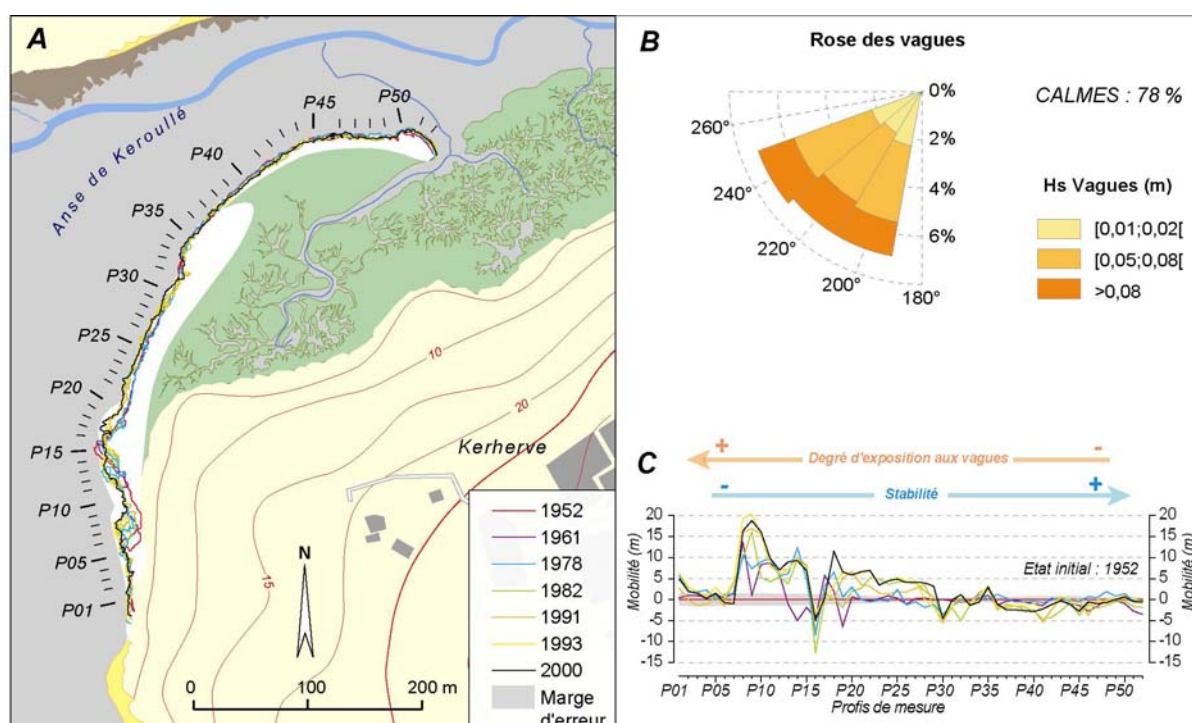 A
P50
P45
P40
Anse de Keroullé
P35
P30
P25
P20
P15
P10
P05
P01
10
20
15
Kerherve
N
0 100 200 m
1952
1961
1978
1982
1991
1993
2000
Marge
d'erreur
B
Rose des vagues
CALMES : 78 %
0%
2%
4%
6%
260°
240°
220°
200°
180°
Hs Vagues (m)
[0,01;0,02[
[0,05;0,08[
>0,08
C
+ Degré d'exposition aux vagues -
- Stabilité +
Mobilité (m)
20
15
10
5
0
-5
-10
-15
Etat initial : 1952
20
15
10
5
0
-5
-10
-15
Mobilité (m)
P01 P05 P10 P15 P20 P25 P30 P35 P40 P45 P50
Profis de mesure